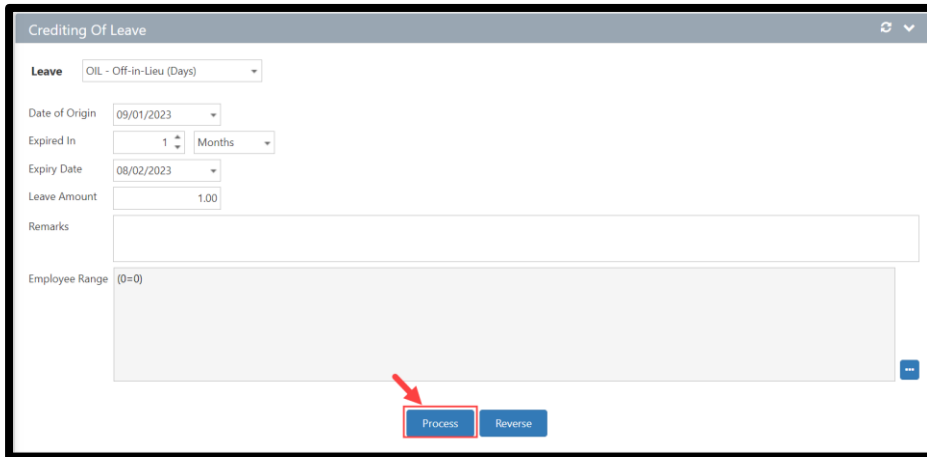 Crediting Of Leave
Leave OIL - Off-in-Lieu (Days)
Date of Origin 09/01/2023
Expired In 1 Months
Expiry Date 08/02/2023
Leave Amount 1.00
Remarks
Employee Range (0=0)
Process Reverse